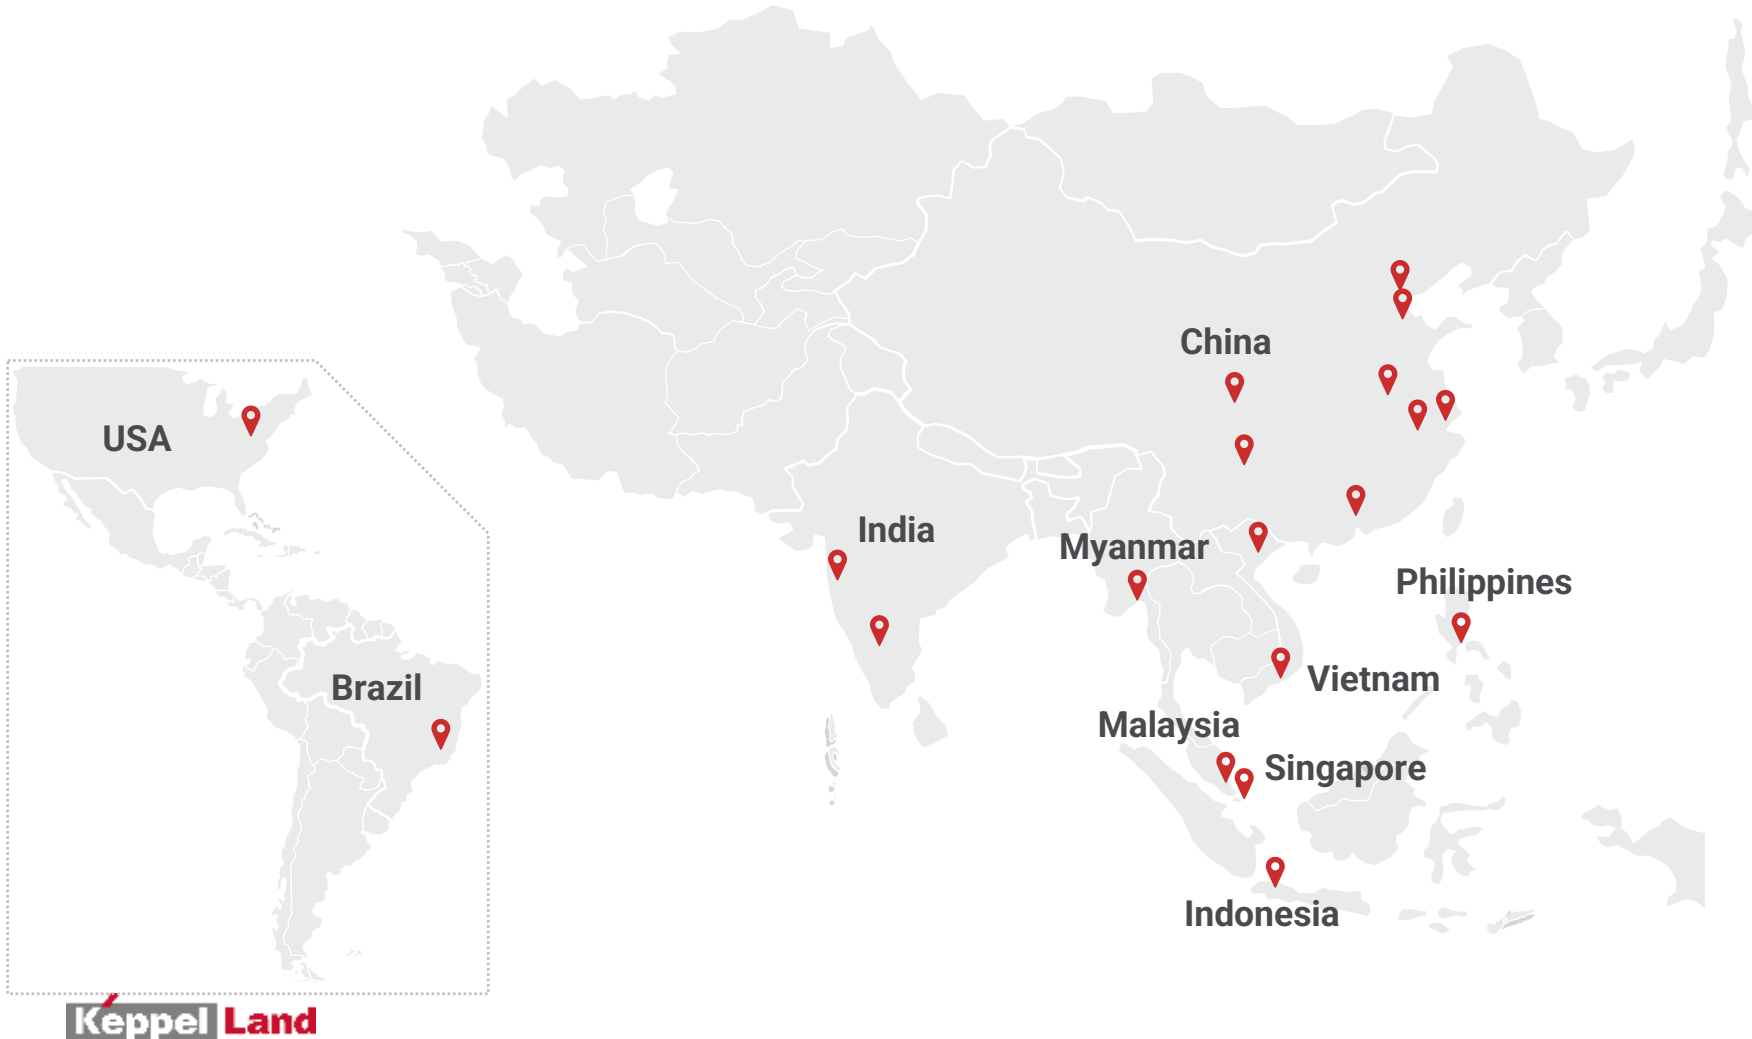 China
USA
India
Myanmar
Philippines
Vietnam
Brazil
Malaysia
Singapore
Indonesia
Keppel Land